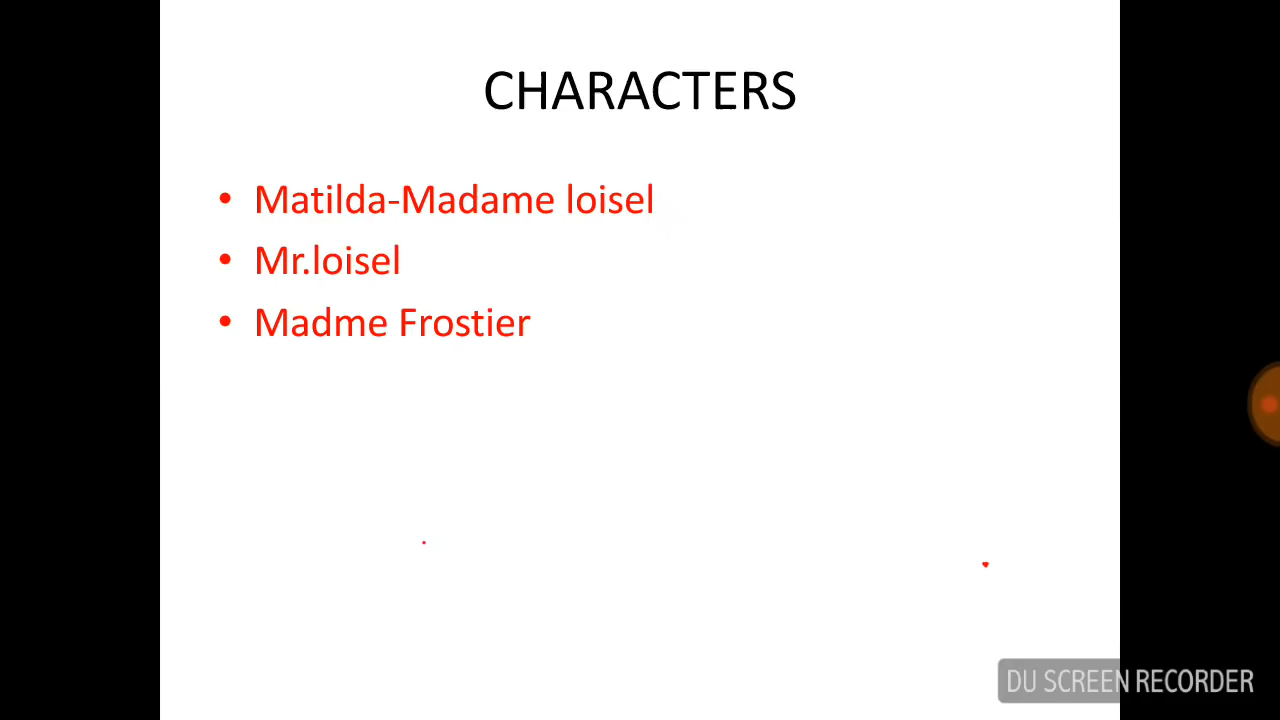 CHARACTERS
• Matilda-Madame loisel
• Mr.loisel
• Madme Frostier
DU SCREEN RECORDER